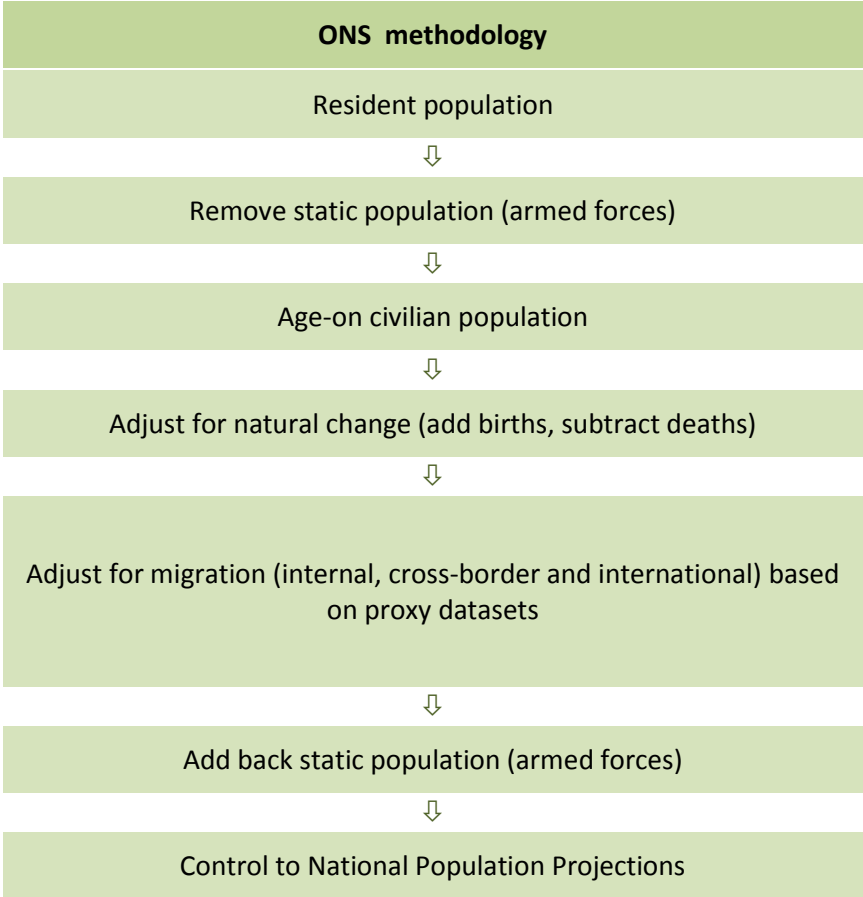 ONS methodology
Resident population
⇩
Remove static population (armed forces)
⇩
Age-on civilian population
⇩
Adjust for natural change (add births, subtract deaths)
⇩
Adjust for migration (internal, cross-border and international) based
on proxy datasets
⇩
Add back static population (armed forces)
⇩
Control to National Population Projections